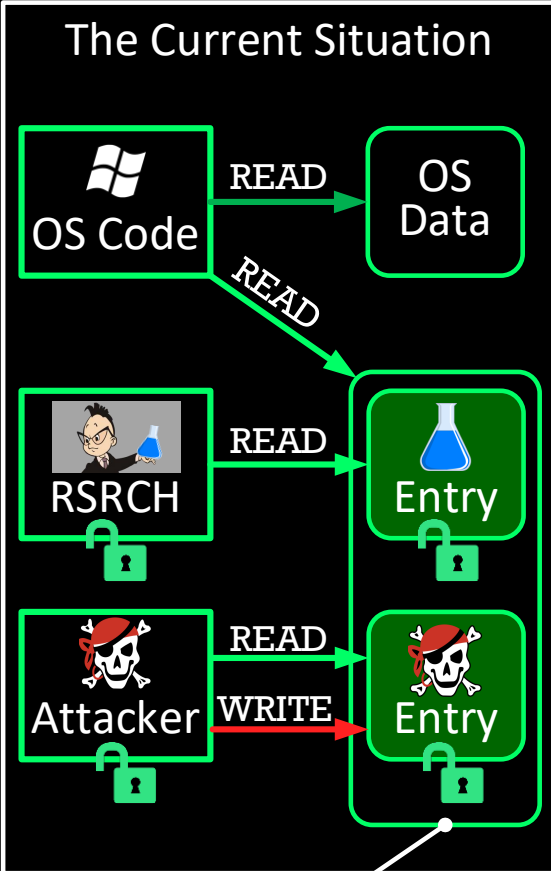 The Current Situation
OS Code
READ
OS
Data
READ
RSRCH
READ
Entry
Attacker
READ
WRITE
Entry